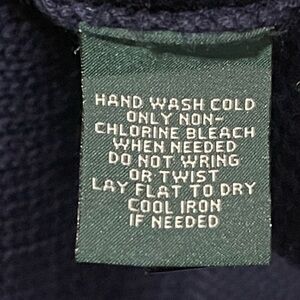 HAND WASH COLD
ONLY NON-
CHLORINE BLEACH
WHEN NEEDED
DO NOT WRING
OR TWIST
LAY FLAT TO DRY
COOL IRON
IF NEEDED